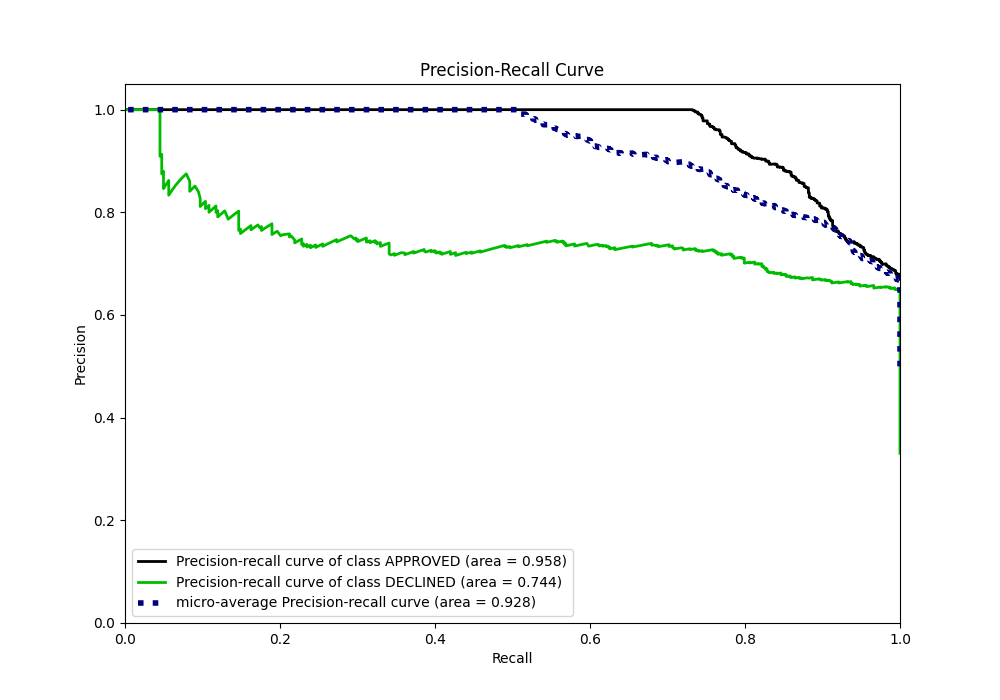 Precision-Recall Curve
1.0
0.8
0.6
0.4
0.2
0.0
Precision
Precision-recall curve of class APPROVED (area = 0.958)
Precision-recall curve of class DECLINED (area = 0.744)
micro-average Precision-recall curve (area = 0.928)
0.0 0.2 0.4 0.6 0.8 1.0
Recall